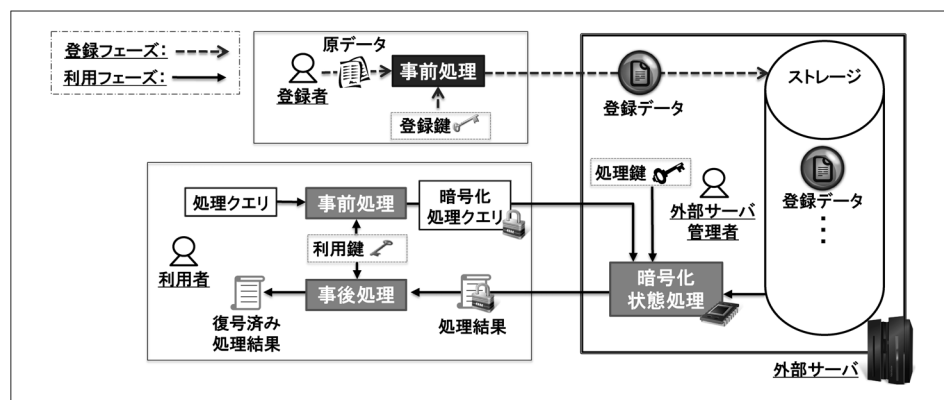 登録フェーズ:
利用フェーズ:
原データ
登録者
事前処理
登録鍵
登録データ
ストレージ
登録データ
処理クエリ
事前処理
暗号化
処理クエリ
利用鍵
利用者
事後処理
復号済み
処理結果
処理結果
処理鍵
外部サーバ
管理者
暗号化
状態処理
外部サーバ